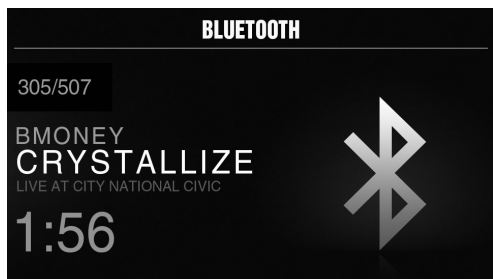 BLUETOOTH
305/507
BMONEY
CRYSTALLIZE
LIVE AT CITY NATIONAL CIVIC
1:56